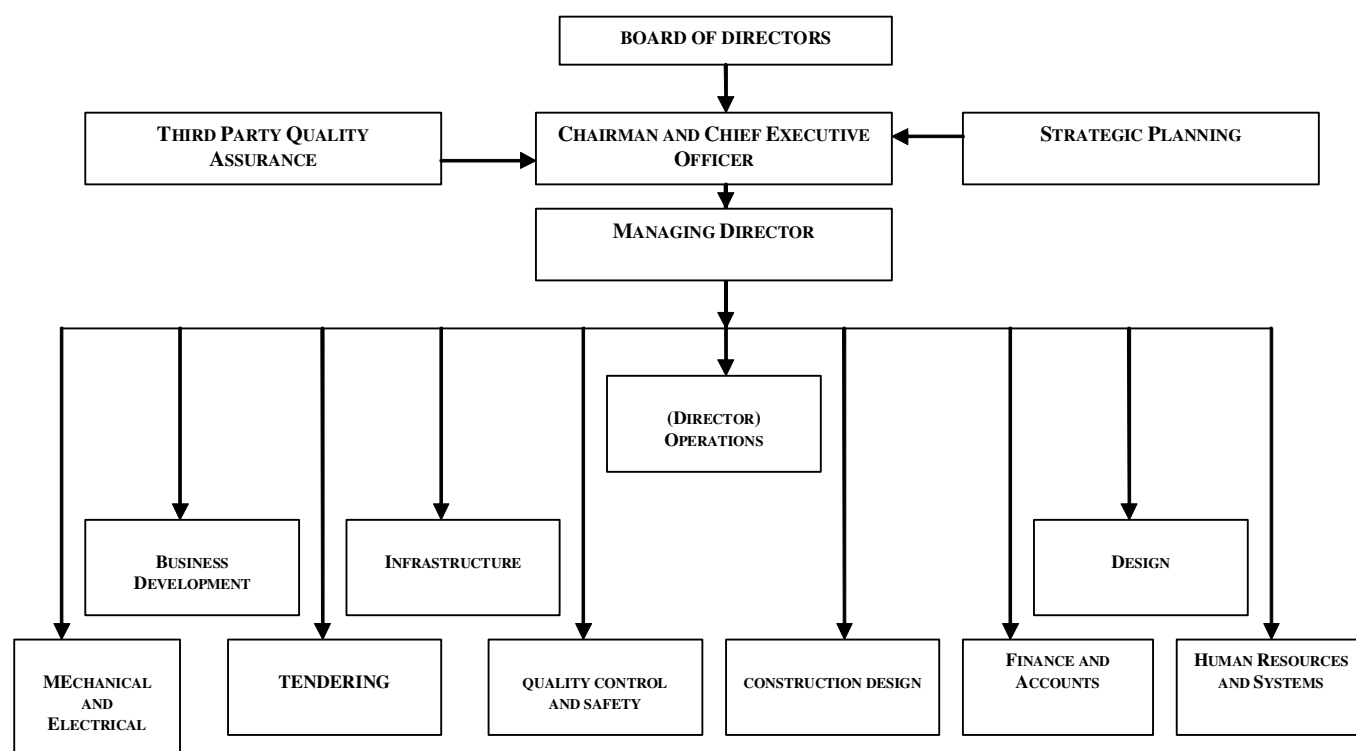 BOARD OF DIRECTORS
THIRD PARTY QUALITY
ASSURANCE
CHAIRMAN AND CHIEF EXECUTIVE
OFFICER
STRATEGIC PLANNING
MANAGING DIRECTOR
(DIRECTOR)
OPERATIONS
BUSINESS
DEVELOPMENT
INFRASTRUCTURE
DESIGN
MECHANICAL
AND
ELECTRICAL
TENDERING
QUALITY CONTROL
AND SAFETY
CONSTRUCTION DESIGN
FINANCE AND
ACCOUNTS
HUMAN RESOURCES
AND SYSTEMS